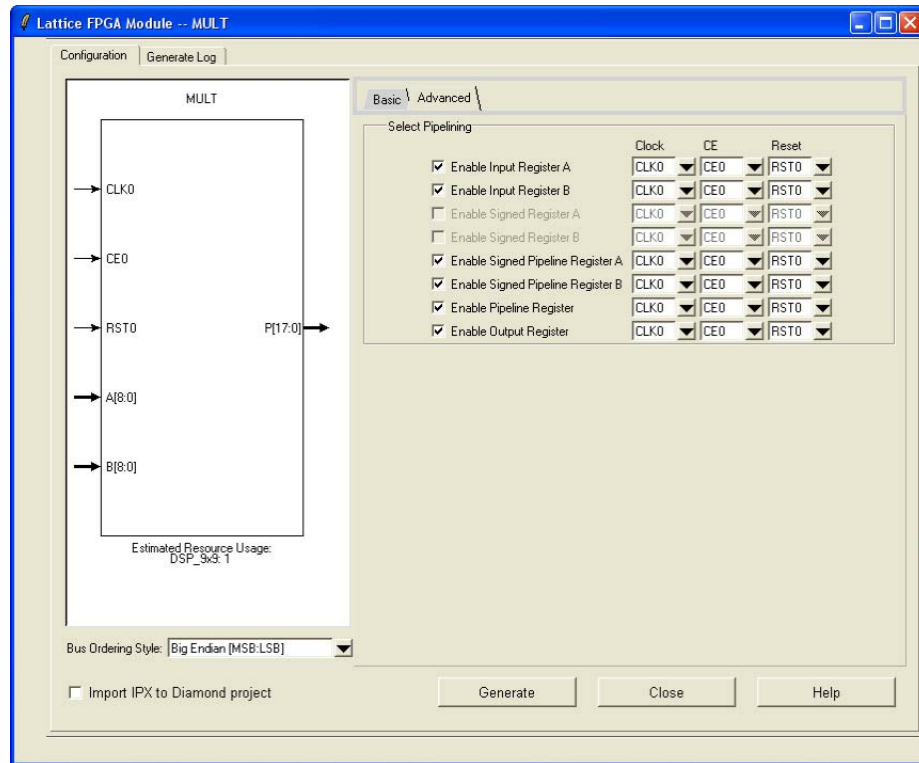 Lattice FPGA Module -- MULT
Configuration Generate Log
MULT
CLK0
CE0
RST0 P[17:0]
A[8:0]
B[8:0]
Estimated Resource Usage:
DSP_9x9: 1
Bus Ordering Style: Big Endian [MSB:LSB]
Basic Advanced
Select Pipelining
Clock CE Reset
Enable Input Register A CLK0 CE0 RST0
Enable Input Register B CLK0 CE0 RST0
Enable Signed Register A CLK0 CE0 RST0
Enable Signed Register B CLK0 CE0 RST0
Enable Signed Pipeline Register A CLK0 CE0 RST0
Enable Signed Pipeline Register B CLK0 CE0 RST0
Enable Pipeline Register CLK0 CE0 RST0
Enable Output Register CLK0 CE0 RST0
Import IPX to Diamond project Generate Close Help